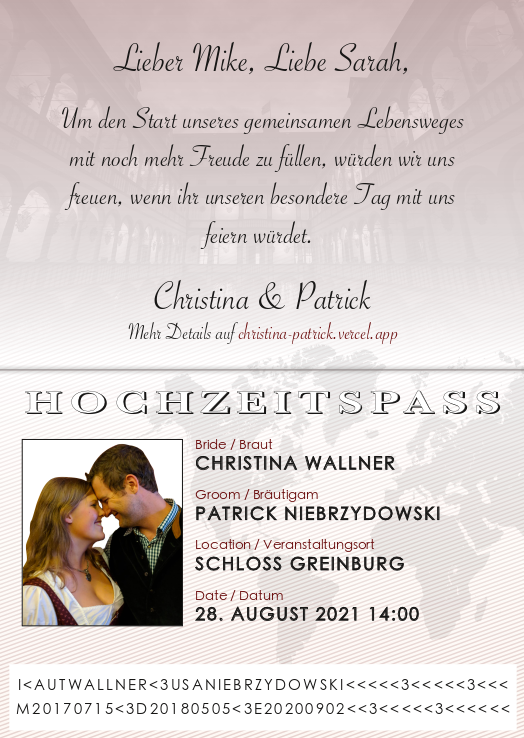 Lieber Mike, Liebe Sarah,
Um den Start unseres gemeinsamen Lebensweges
mit noch mehr Freude zu füllen, würden wir uns
freuen, wenn ihr unseren besondere Tag mit uns
feiern würdet.
Christina & Patrick
Mehr Details auf christina-patrick.vercel.app
HOCHZEITSPASS
Bride / Braut
CHRISTINA WALLNER
Groom / Bräutigam
PATRICK NIEBRZYDOWSKI
Location / Veranstaltungsort
SCHLOSS GREINBURG
Date / Datum
28. AUGUST 2021 14:00
I<AUTWALLNER<3USANIEBRZYDOWSKI<<<<<3<<<<<3<<<
M20170715<3D20180505<3E20200902<<3<<<<<3<<<<<<